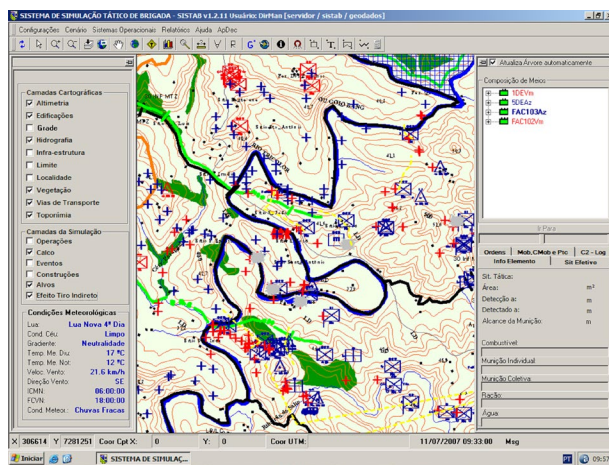 SISTEMA DE SIMULAÇÃO TÁTICO DE BRIGADA - SISTAB v1.2.11 Usuário: DirMan [servidor / sistab / geodados]
Configurações Cenário Sistemas Operacionais Relatórios Ajuda ApDec
Camadas Cartográficas
Altimetria
Edificações
Grade
Hidrografia
Infra-estrutura
Limite
Localidade
Vegetação
Vias de Transporte
Toponímia
Camadas da Simulação
Operações
Calco
Eventos
Construções
Alvos
Efeito Tiro Indireto
Condições Meteorológicas
Lua: Lua Nova 4º Dia
Cond. Céu: Limpo
Gradiente: Neutralidade
Temp. Me. Diu: 17 ºC
Temp. Me. Not: 12 ºC
Veloc. Vento: 21.6 km/h
Direção Vento: SE
ICMN: 06:00:00
FCVN: 18:00:00
Cond. Meteor.: Chuvas Fracas
Atualiza Árvore automaticamente
Composição de Meios
1DEVm
5DEAz
FAC103Az
FAC102Vm
Ir Para
Ordens Mob,CMob e Ptc C2 - Log
Info Elemento Sit Efetivo
Sit. Tática:
Área: m²
Detecção a: m
Detectado a: m
Alcance da Munição: m
Combustível:
Munição Individual:
Munição Coletiva:
Ração:
Água:
X 306614 Y 7281251 Coor Cpt X: 0 Y: 0 Coor UTM: 11/07/2007 09:33:00 Msg
Iniciar SISTEMA DE SIMULAÇ... PT 09:57